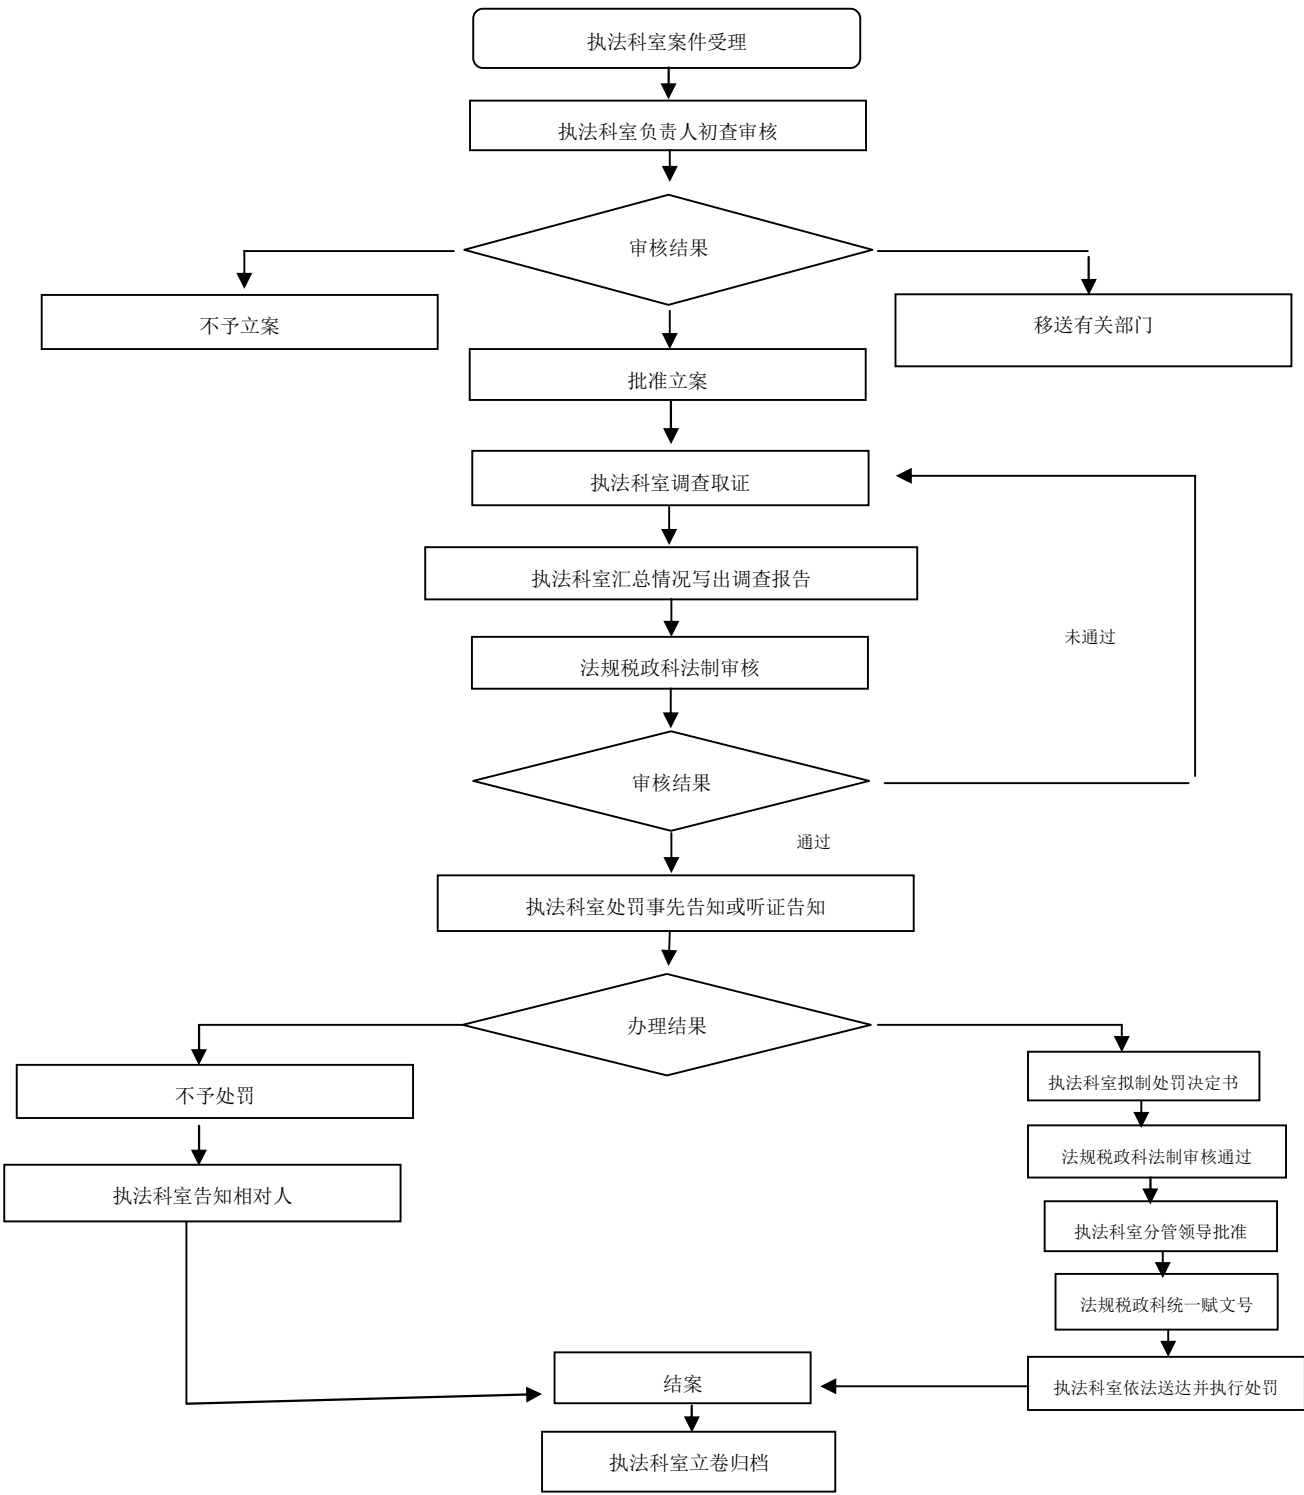 执法科室案件受理
执法科室负责人初查审核
审核结果
不予立案
移送有关部门
批准立案
执法科室调查取证
执法科室汇总情况写出调查报告
未通过
法规税政科法制审核
审核结果
通过
执法科室处罚事先告知或听证告知
办理结果
不予处罚
执法科室拟制处罚决定书
法规税政科法制审核通过
执法科室告知相对人
执法科室分管领导批准
法规税政科统一赋文号
结案
执法科室依法送达并执行处罚
执法科室立卷归档